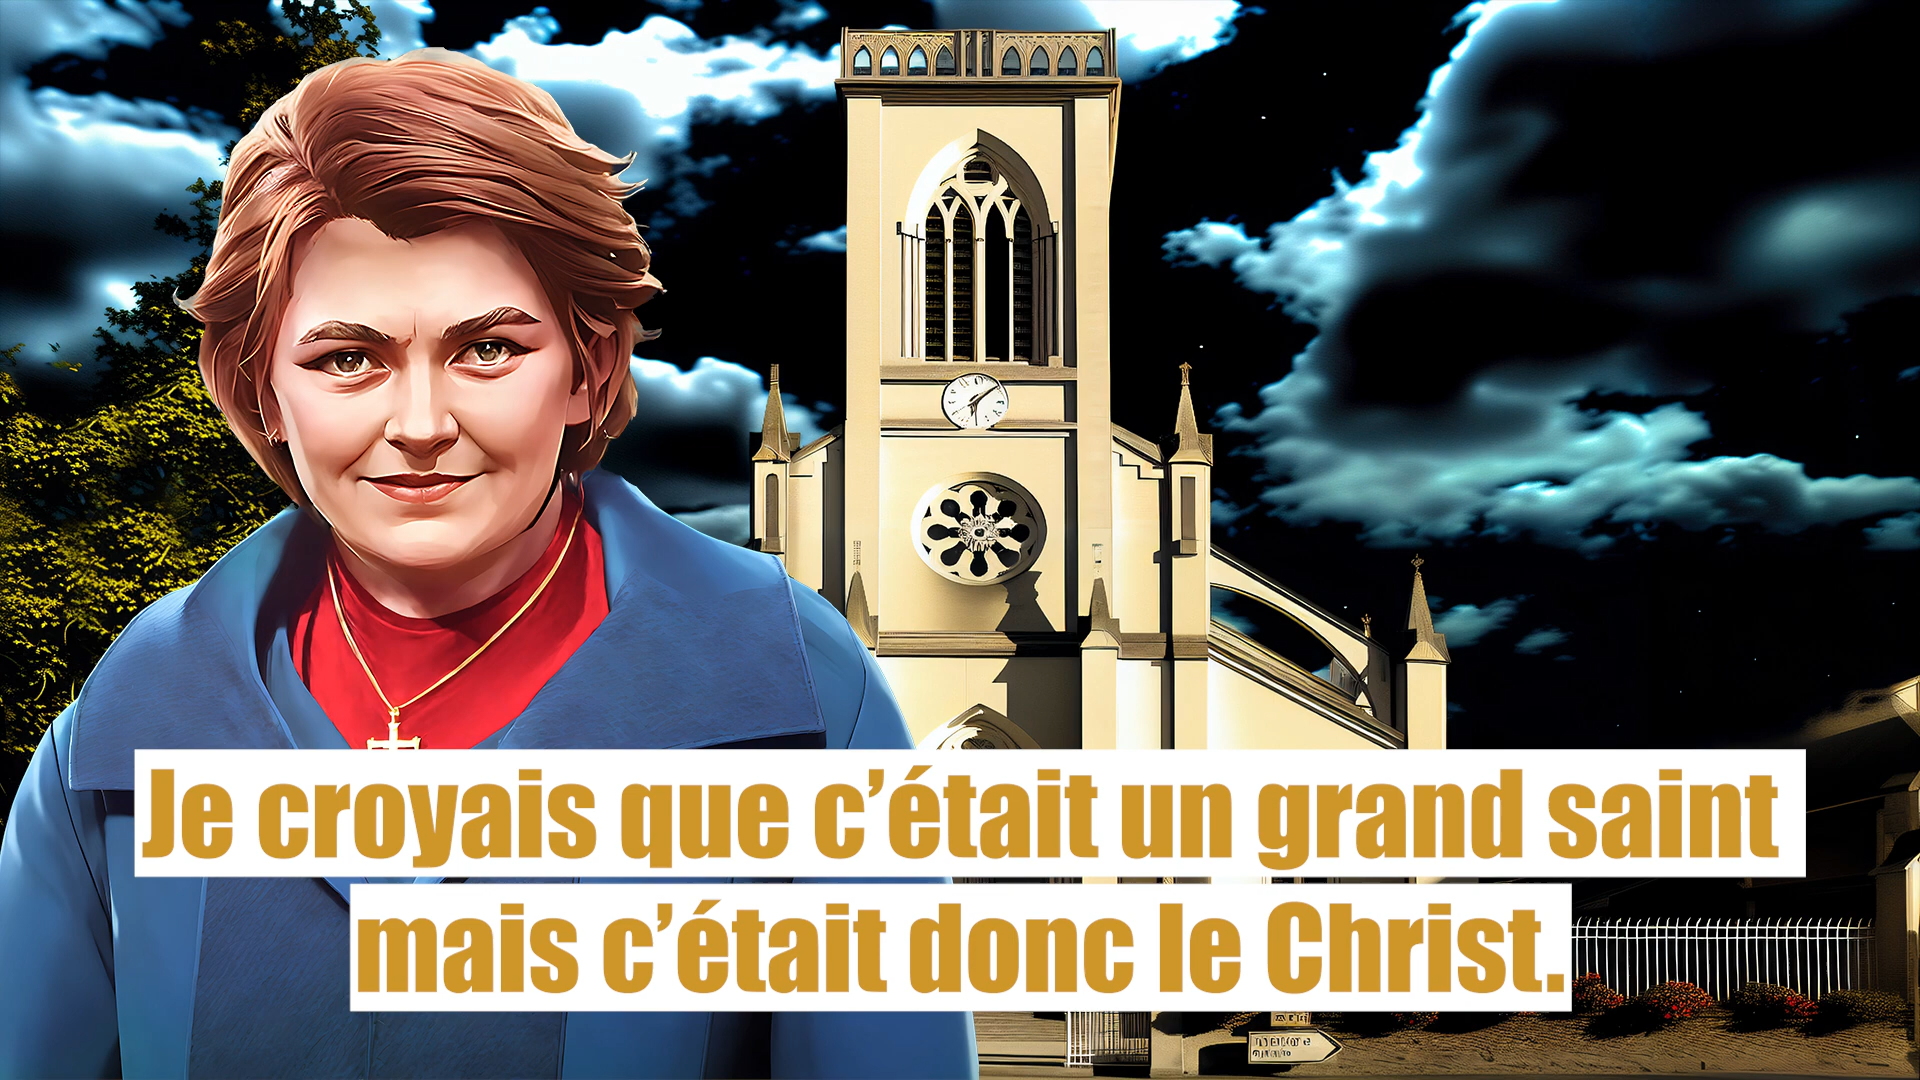 Je croyais que c’était un grand saint
mais c’était donc le Christ.